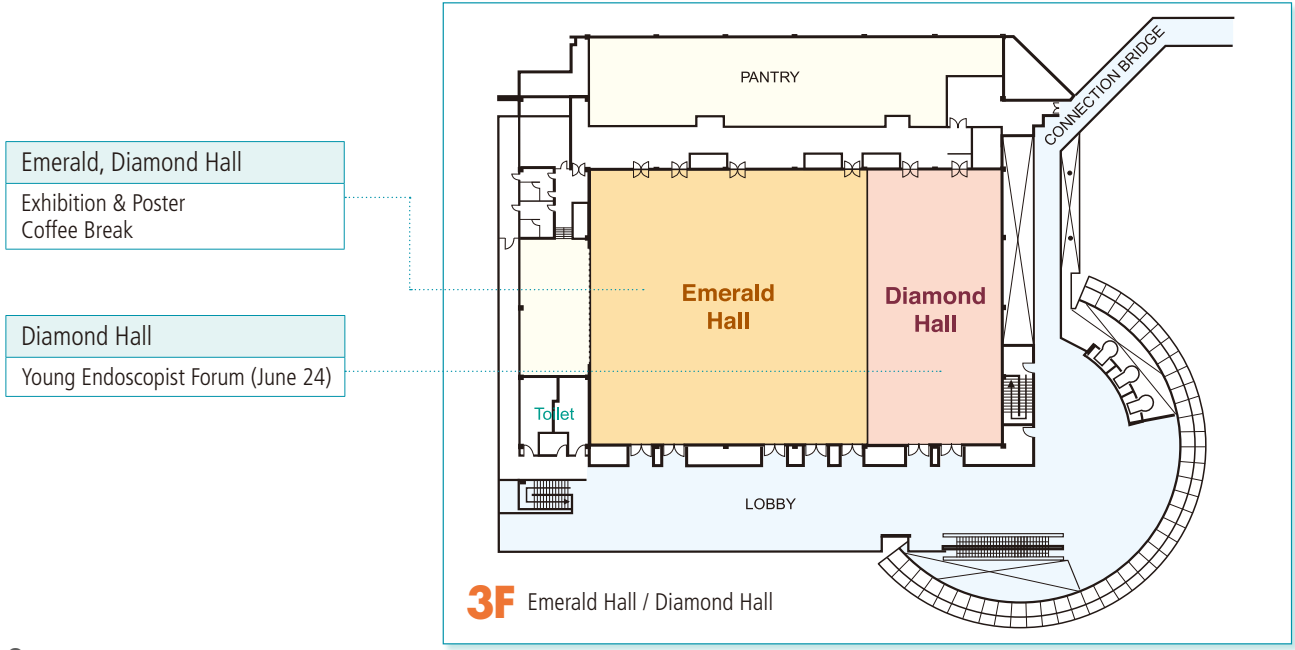 Emerald, Diamond Hall
Exhibition & Poster
Coffee Break
Diamond Hall
Young Endoscopist Forum (June 24)
PANTRY
CONNECTION BRIDGE
Emerald
Hall
Diamond
Hall
Toilet
LOBBY
3F Emerald Hall / Diamond Hall